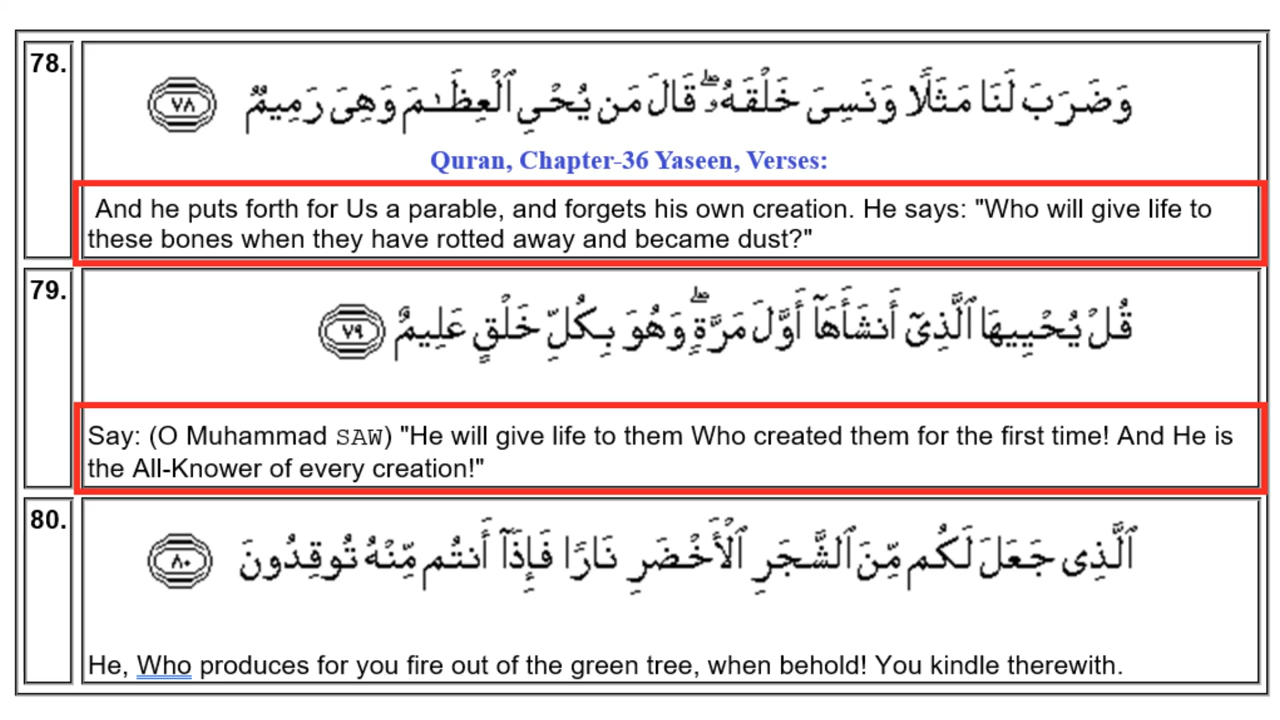 78.
وَضَرَبَ لَنَا مَثَلًا وَنَسِىَ خَلْقَهُۥ ۖ قَالَ مَن يُحْىِ ٱلْعِظَـٰمَ وَهِىَ رَمِيمٌ ٧٨
Quran, Chapter-36 Yaseen, Verses:
And he puts forth for Us a parable, and forgets his own creation. He says: "Who will give life to
these bones when they have rotted away and became dust?"
79.
قُلْ يُحْيِيهَا ٱلَّذِىٓ أَنشَأَهَآ أَوَّلَ مَرَّةٍ ۖ وَهُوَ بِكُلِّ خَلْقٍ عَلِيمٌ ٧٩
Say: (O Muhammad SAW) "He will give life to them Who created them for the first time! And He is
the All-Knower of every creation!"
80.
ٱلَّذِى جَعَلَ لَكُم مِّنَ ٱلشَّجَرِ ٱلْأَخْضَرِ نَارًا فَإِذَآ أَنتُم مِّنْهُ تُوقِدُونَ ٨٠
He, Who produces for you fire out of the green tree, when behold! You kindle therewith.